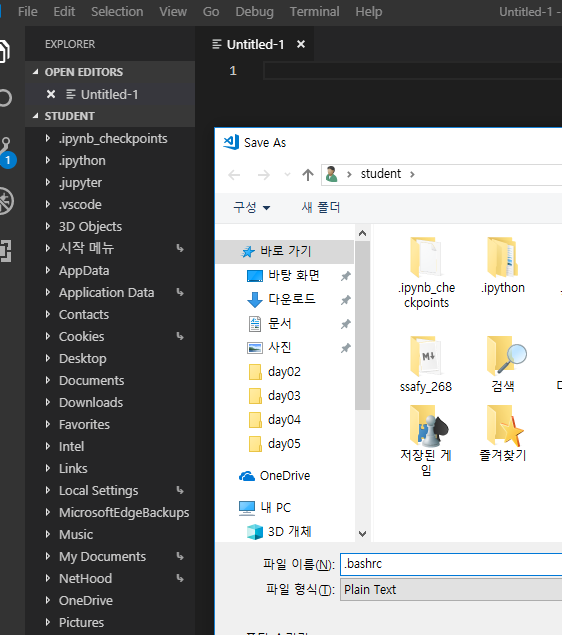 File Edit Selection View Go Debug Terminal Help Untitled-1 -
EXPLORER
OPEN EDITORS
Untitled-1
STUDENT
.ipynb_checkpoints
.ipython
.jupyter
.vscode
3D Objects
시작 메뉴
AppData
Application Data
Contacts
Cookies
Desktop
Documents
Downloads
Favorites
Intel
Links
Local Settings
MicrosoftEdgeBackups
Music
My Documents
NetHood
OneDrive
Pictures
1
Untitled-1
1
Save As
student
구성
새 폴더
바로 가기
바탕 화면
다운로드
문서
사진
day02
day03
day04
day05
OneDrive
내 PC
3D 개체
.ipynb_che
ckpoints
.ipython
ssafy_268
검색
저장된 게
임
즐겨찾기
파일 이름(N): .bashrc
파일 형식(T): Plain Text